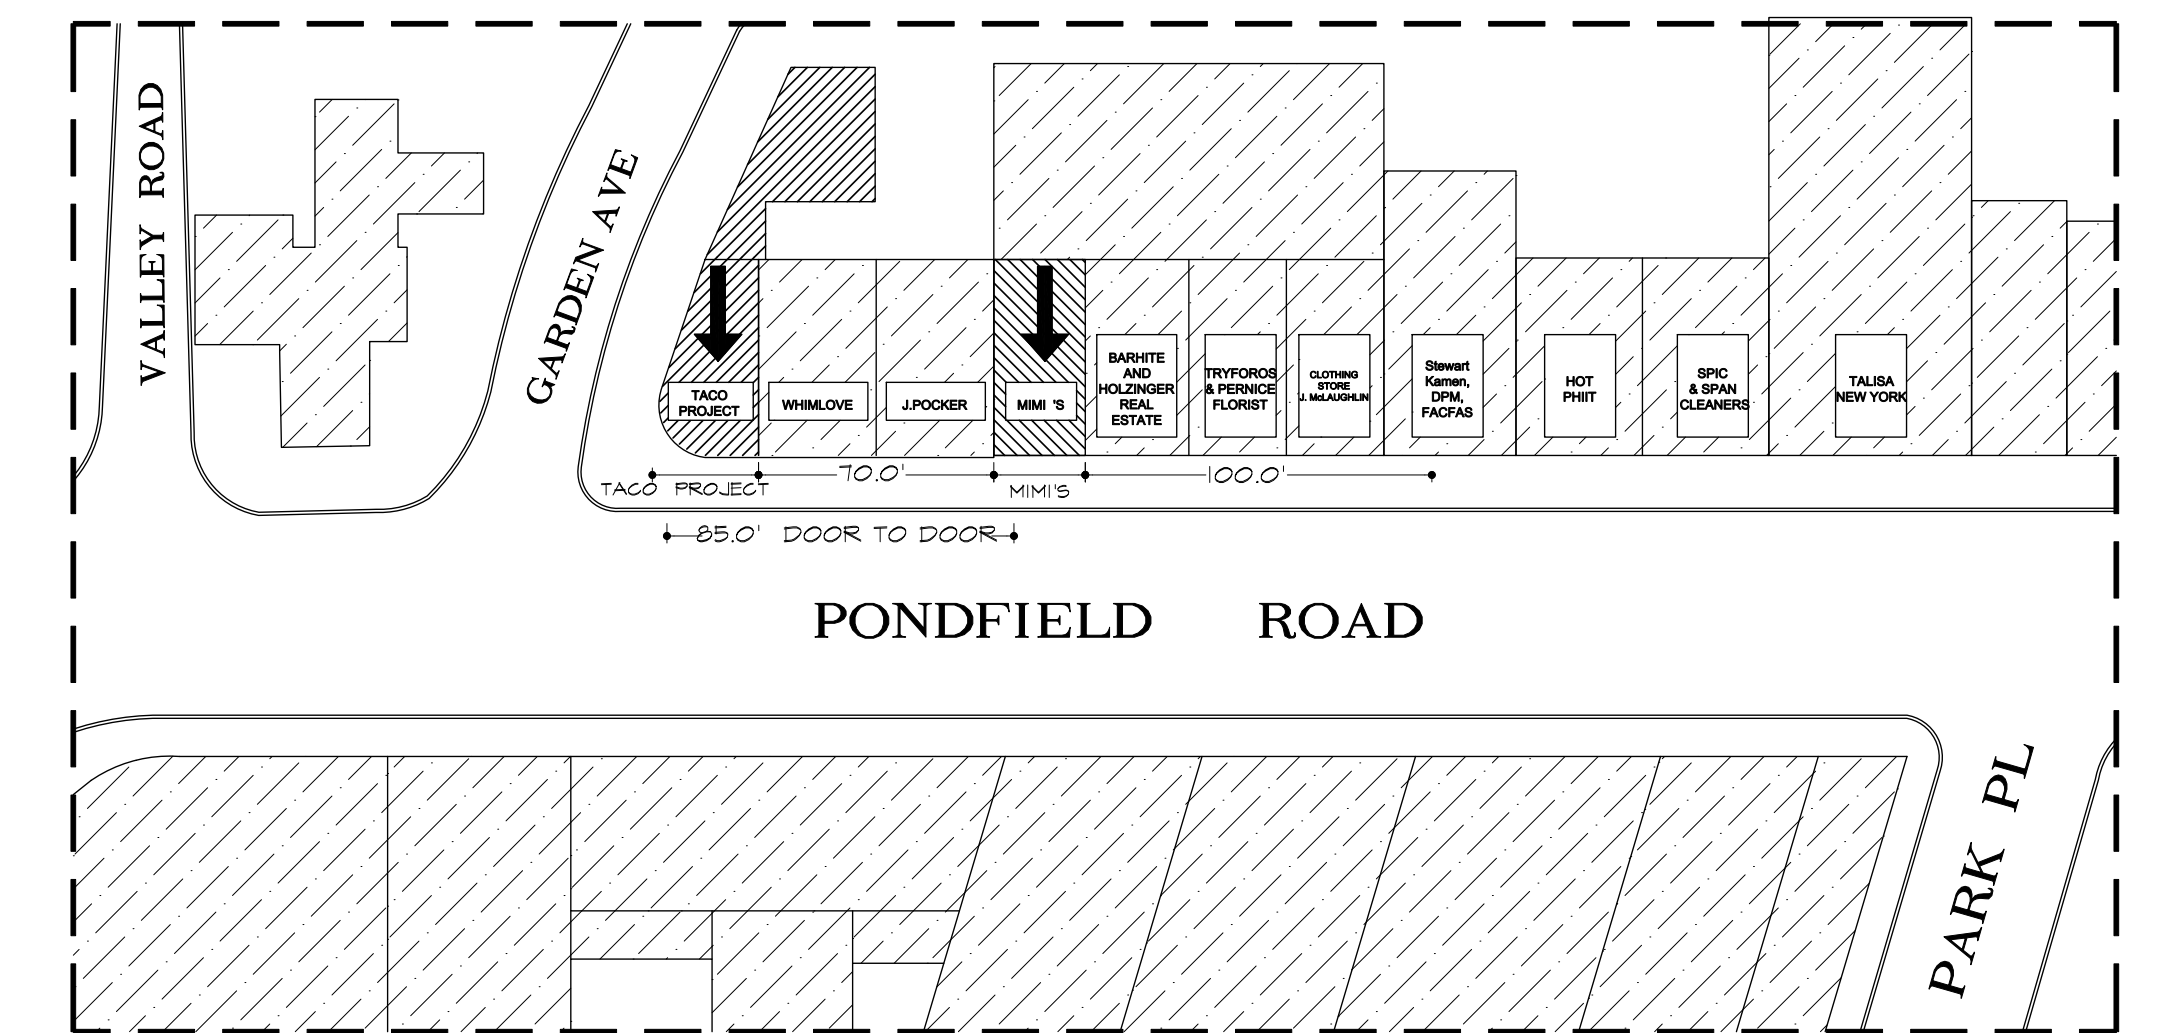 VALLEY ROAD
GARDEN AVE
TACO
PROJECT
WHIMLOVE
J.POCKER
MIMI 'S
BARHITE
AND
HOLZINGER
REAL
ESTATE
TRYFOROS
& PERNICE
FLORIST
CLOTHING
STORE
J. McLAUGHLIN
Stewart
Kamen,
DPM,
FACFAS
HOT
PHIIT
SPIC
& SPAN
CLEANERS
TALISA
NEW YORK
70.0'
100.0'
TACO PROJECT
MIMI'S
85.0' DOOR TO DOOR
PONDFIELD ROAD
PARK PL